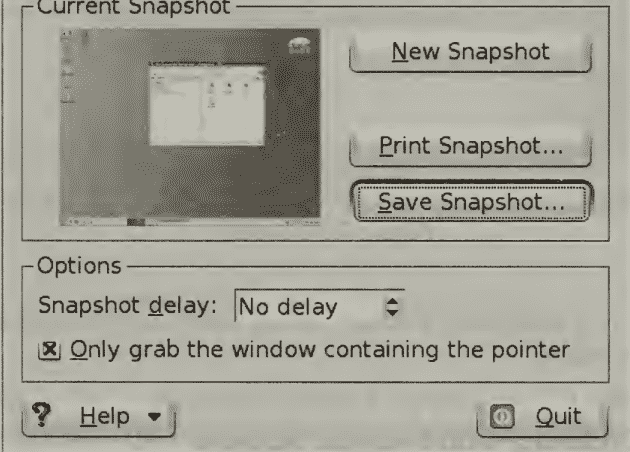 Current Snapshot
New Snapshot
Print Snapshot...
Save Snapshot...
Options
Snapshot delay: No delay
Only grab the window containing the pointer
Help
Quit